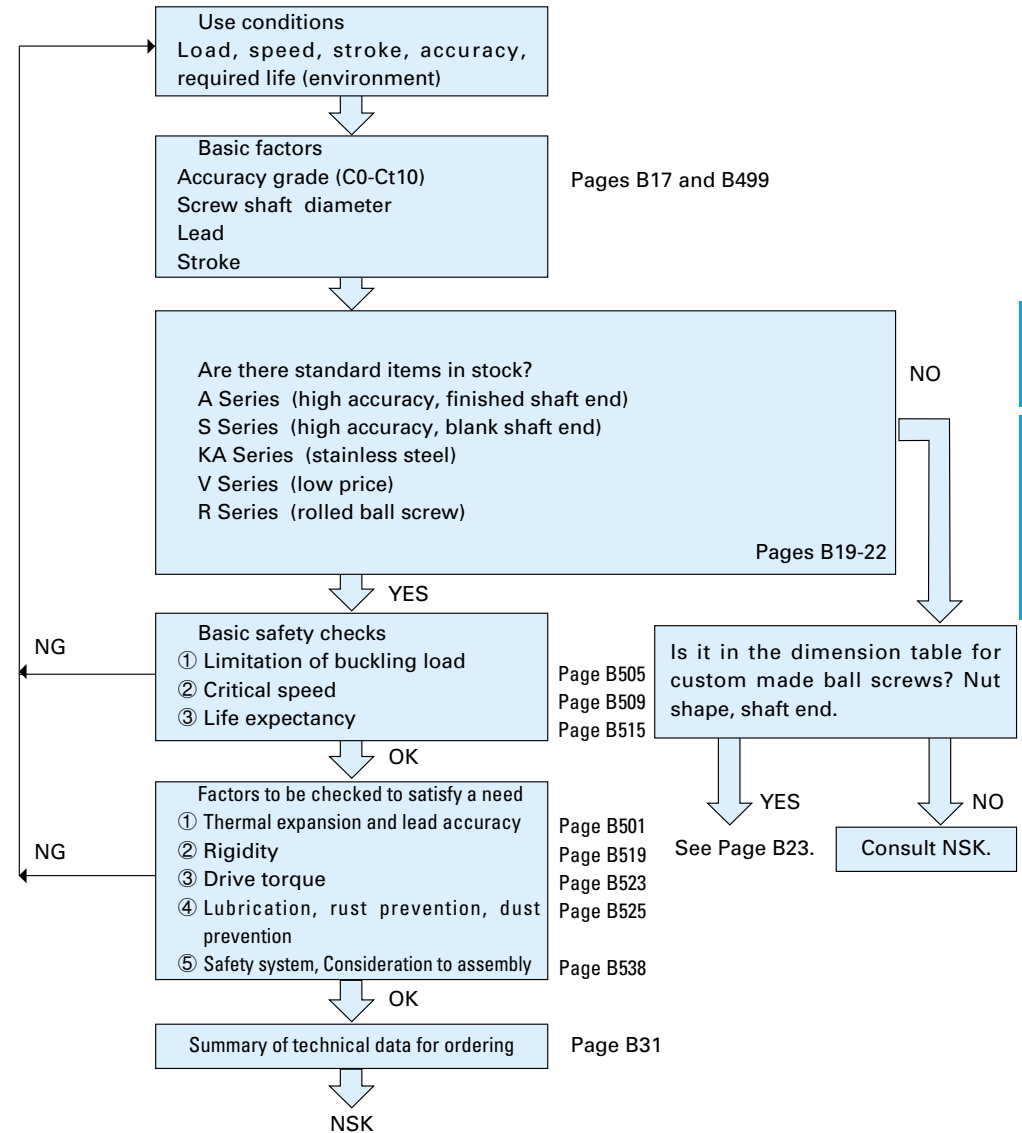 Use conditions
Load, speed, stroke, accuracy,
required life (environment)
Basic factors
Accuracy grade (C0-Ct10)
Screw shaft diameter
Lead
Stroke
Pages B17 and B499
Are there standard items in stock?
A Series (high accuracy, finished shaft end)
S Series (high accuracy, blank shaft end)
KA Series (stainless steel)
V Series (low price)
R Series (rolled ball screw)
Pages B19-22
NO
YES
NG
Basic safety checks
① Limitation of buckling load
② Critical speed
③ Life expectancy
Page B505
Page B509
Page B515
Is it in the dimension table for
custom made ball screws? Nut
shape, shaft end.
OK
YES
NO
See Page B23.
Consult NSK.
NG
Factors to be checked to satisfy a need
① Thermal expansion and lead accuracy
② Rigidity
③ Drive torque
④ Lubrication, rust prevention, dust
prevention
⑤ Safety system, Consideration to assembly
Page B501
Page B519
Page B523
Page B525
Page B538
OK
Summary of technical data for ordering
Page B31
NSK